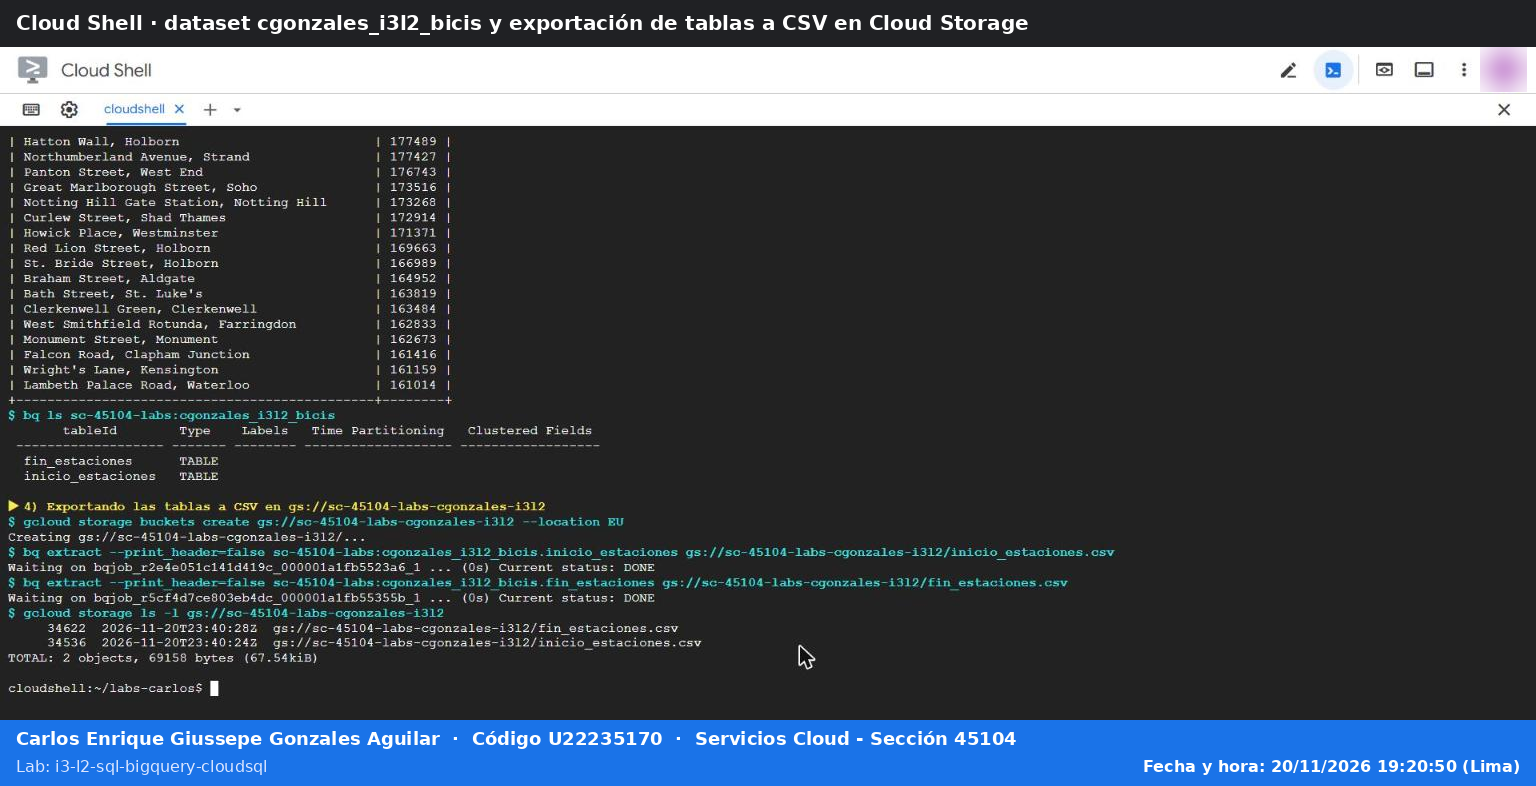 Cloud Shell · dataset cgonzales_i3l2_bicis y exportación de tablas a CSV en Cloud Storage
Cloud Shell
cloudshell
| Hatton Wall, Holborn | 177489 |
| Northumberland Avenue, Strand | 177427 |
| Panton Street, West End | 176743 |
| Great Marlborough Street, Soho | 173516 |
| Notting Hill Gate Station, Notting Hill | 173268 |
| Curlew Street, Shad Thames | 172914 |
| Howick Place, Westminster | 171371 |
| Red Lion Street, Holborn | 169663 |
| St. Bride Street, Holborn | 166989 |
| Braham Street, Aldgate | 164952 |
| Bath Street, St. Luke's | 163819 |
| Clerkenwell Green, Clerkenwell | 163484 |
| West Smithfield Rotunda, Farringdon | 162833 |
| Monument Street, Monument | 162673 |
| Falcon Road, Clapham Junction | 161416 |
| Wright's Lane, Kensington | 161159 |
| Lambeth Palace Road, Waterloo | 161014 |
+----------------------------------------------+--------+
$ bq ls sc-45104-labs:cgonzales_i3l2_bicis
tableId Type Labels Time Partitioning Clustered Fields
------------------- ------- -------- ------------------- -----------------
fin_estaciones TABLE
inicio_estaciones TABLE
▶ 4) Exportando las tablas a CSV en gs://sc-45104-labs-cgonzales-i3l2
$ gcloud storage buckets create gs://sc-45104-labs-cgonzales-i3l2 --location EU
Creating gs://sc-45104-labs-cgonzales-i3l2/...
$ bq extract --print_header=false sc-45104-labs:cgonzales_i3l2_bicis.inicio_estaciones gs://sc-45104-labs-cgonzales-i3l2/inicio_estaciones.csv
Waiting on bqjob_r2e4e051c141d419c_000001a1fb5523a6_1 ... (0s) Current status: DONE
$ bq extract --print_header=false sc-45104-labs:cgonzales_i3l2_bicis.fin_estaciones gs://sc-45104-labs-cgonzales-i3l2/fin_estaciones.csv
Waiting on bqjob_r5cf4d7ce803eb4dc_000001a1fb55355b_1 ... (0s) Current status: DONE
$ gcloud storage ls -l gs://sc-45104-labs-cgonzales-i3l2
34622 2026-11-20T23:40:28Z gs://sc-45104-labs-cgonzales-i3l2/fin_estaciones.csv
34536 2026-11-20T23:40:24Z gs://sc-45104-labs-cgonzales-i3l2/inicio_estaciones.csv
TOTAL: 2 objects, 69158 bytes (67.54kiB)
cloudshell:~/labs-carlos$
Carlos Enrique Giussepe Gonzales Aguilar · Código U22235170 · Servicios Cloud - Sección 45104
Lab: i3-l2-sql-bigquery-cloudsql
Fecha y hora: 20/11/2026 19:20:50 (Lima)